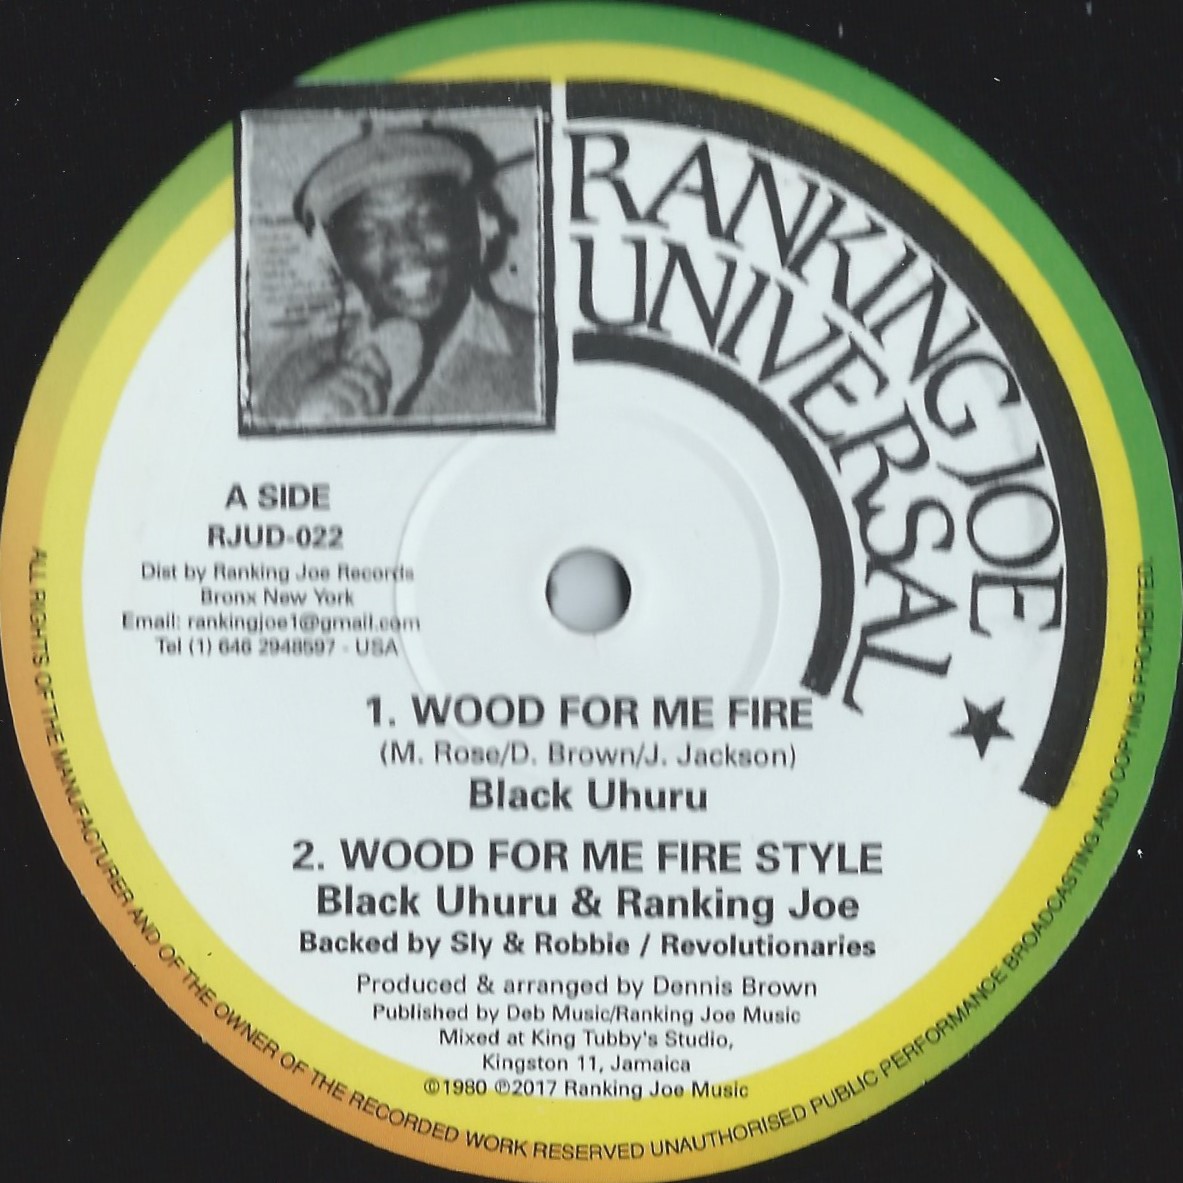 RANKING JOE
UNIVERSAL
A SIDE
RJUD-022
Dist by Ranking Joe Records
Bronx New York
Email: rankingjoe1@gmail.com
Tel (1) 646 2948597 - USA
1. WOOD FOR ME FIRE
(M. Rose/D. Brown/J. Jackson)
Black Uhuru
2. WOOD FOR ME FIRE STYLE
Black Uhuru & Ranking Joe
Backed by Sly & Robbie / Revolutionaries
Produced & arranged by Dennis Brown
Published by Deb Music/Ranking Joe Music
Mixed at King Tubby's Studio,
Kingston 11, Jamaica
©1980 ℗2017 Ranking Joe Music
ALL RIGHTS OF THE MANUFACTURER AND OF THE OWNER OF THE RECORDED WORK RESERVED UNAUTHORISED PUBLIC PERFORMANCE BROADCASTING AND COPYING PROHIBITED.